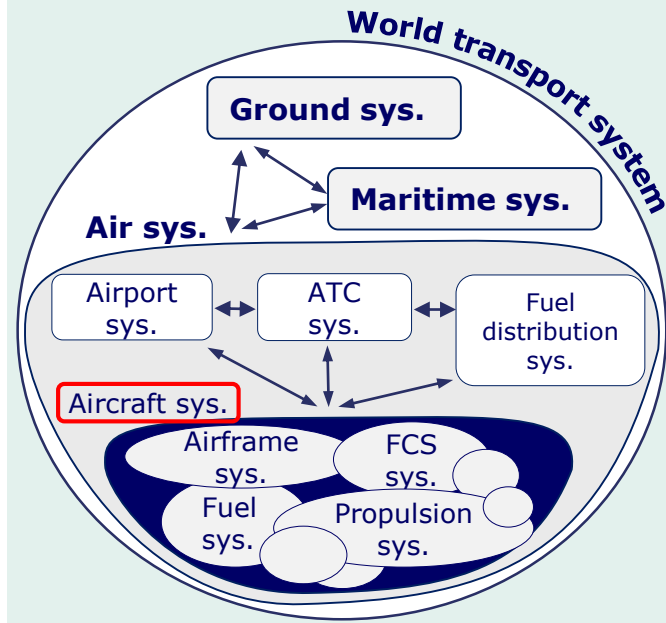 World transport system
Ground sys.
Maritime sys.
Air sys.
Airport
sys.
ATC
sys.
Fuel
distribution
sys.
Aircraft sys.
Airframe
sys.
FCS
sys.
Fuel
sys.
Propulsion
sys.